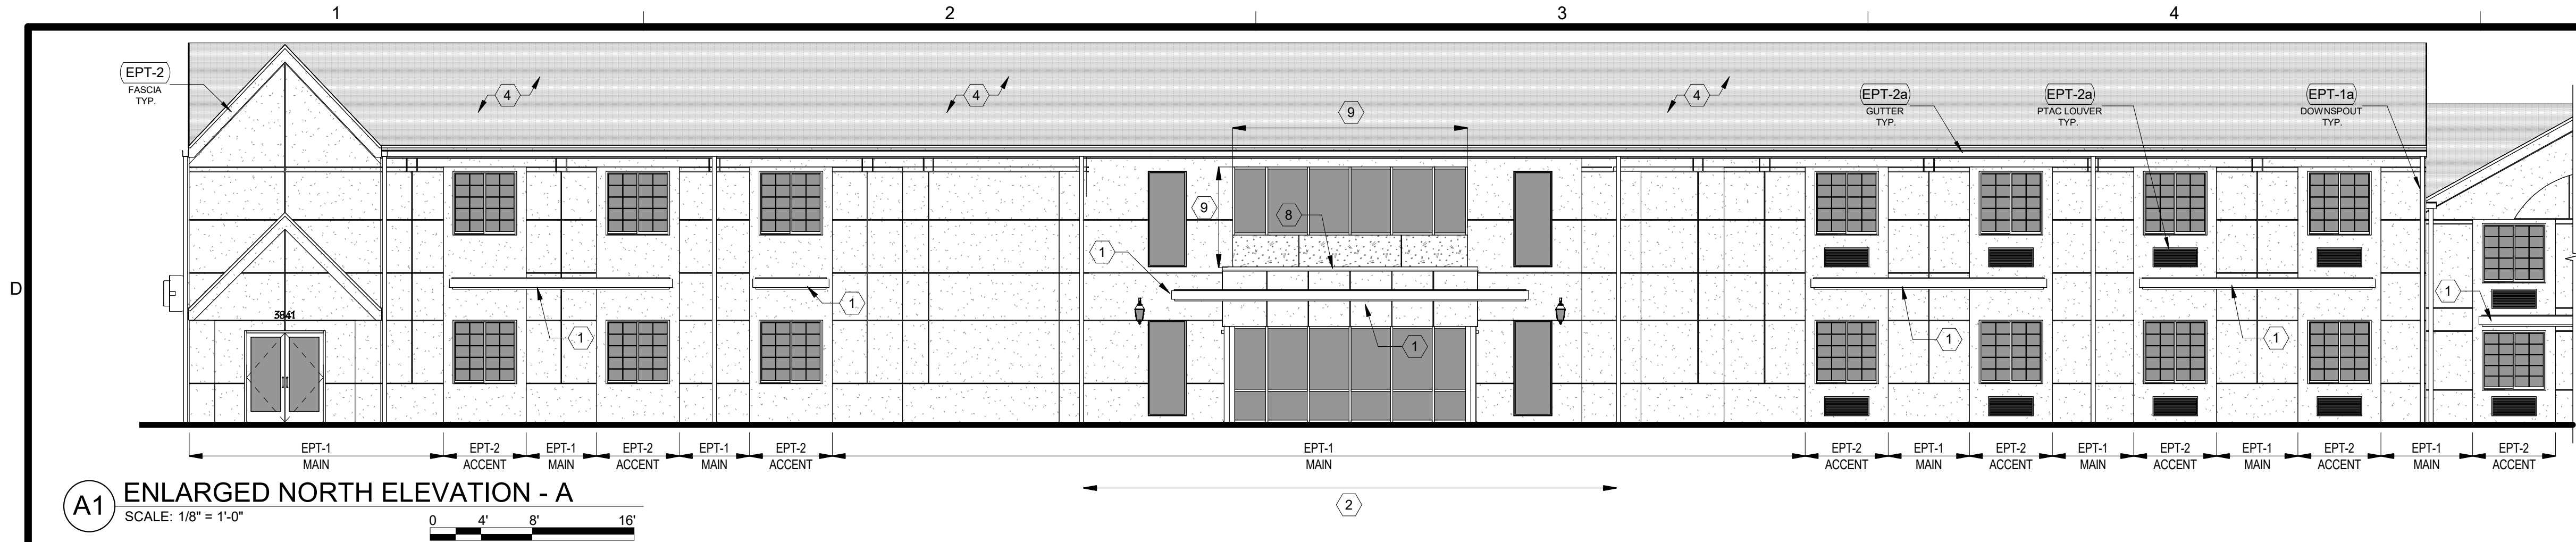 1 2 3 4
EPT-2
FASCIA
TYP.
4
4
4
9
EPT-2a
GUTTER
TYP.
EPT-2a
PTAC LOUVER
TYP.
EPT-1a
DOWNSPOUT
TYP.
9
8
1
D
1
1
3841
1
1
1
1
EPT-1
MAIN
EPT-2
ACCENT
EPT-1
MAIN
EPT-2
ACCENT
EPT-1
MAIN
EPT-2
ACCENT
EPT-1
MAIN
EPT-2
ACCENT
EPT-1
MAIN
EPT-2
ACCENT
EPT-1
MAIN
EPT-2
ACCENT
EPT-1
MAIN
EPT-2
ACCENT
EPT-1
MAIN
EPT-2
ACCENT
2
A1
ENLARGED NORTH ELEVATION - A
SCALE: 1/8" = 1'-0"
0 4' 8' 16'